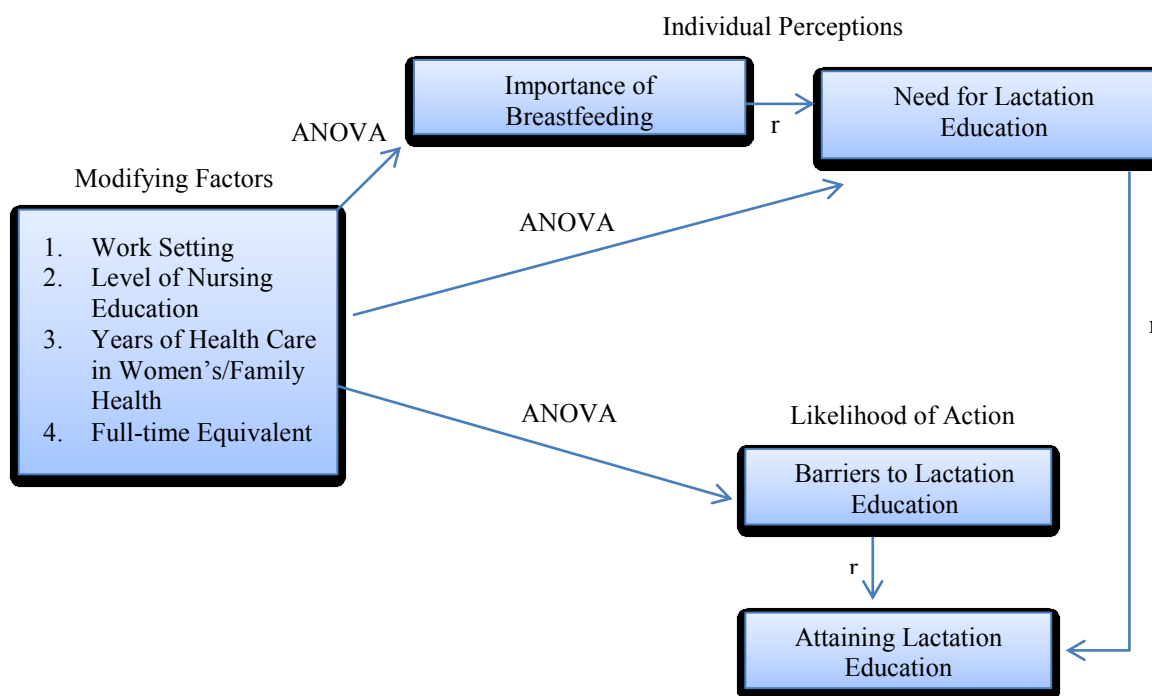 Individual Perceptions
Importance of
Breastfeeding
r
Need for Lactation
Education
ANOVA
Modifying Factors
1. Work Setting
2. Level of Nursing
Education
3. Years of Health Care
in Women's/Family
Health
4. Full-time Equivalent
ANOVA
r
ANOVA
Likelihood of Action
Barriers to Lactation
Education
r
Attaining Lactation
Education